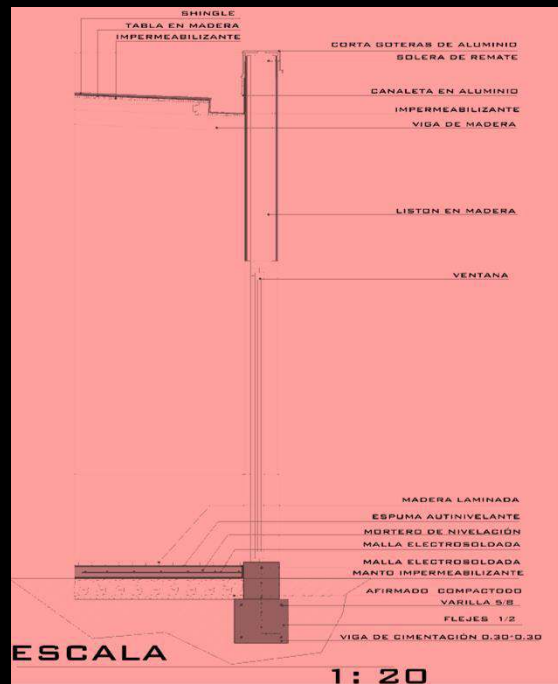 SHINGLE
TABLA EN MADERA
IMPERMEABILIZANTE
CORTA GOTERAS DE ALUMINIO
SOLERA DE REMATE
CANALETA EN ALUMINIO
IMPERMEABILIZANTE
VIGA DE MADERA
LISTON EN MADERA
VENTANA
MADERA LAMINADA
ESPUMA AUTINIVELANTE
MORTERO DE NIVELACIÓN
MALLA ELECTROSOLDADA
MALLA ELECTROSOLDADA
MANTO IMPERMEABILIZANTE
AFIRMADO COMPACTODO
VARILLA 5/8
FLEJES 1/2
VIGA DE CIMENTACIÓN 0.30-0.30
ESCALA
1: 20